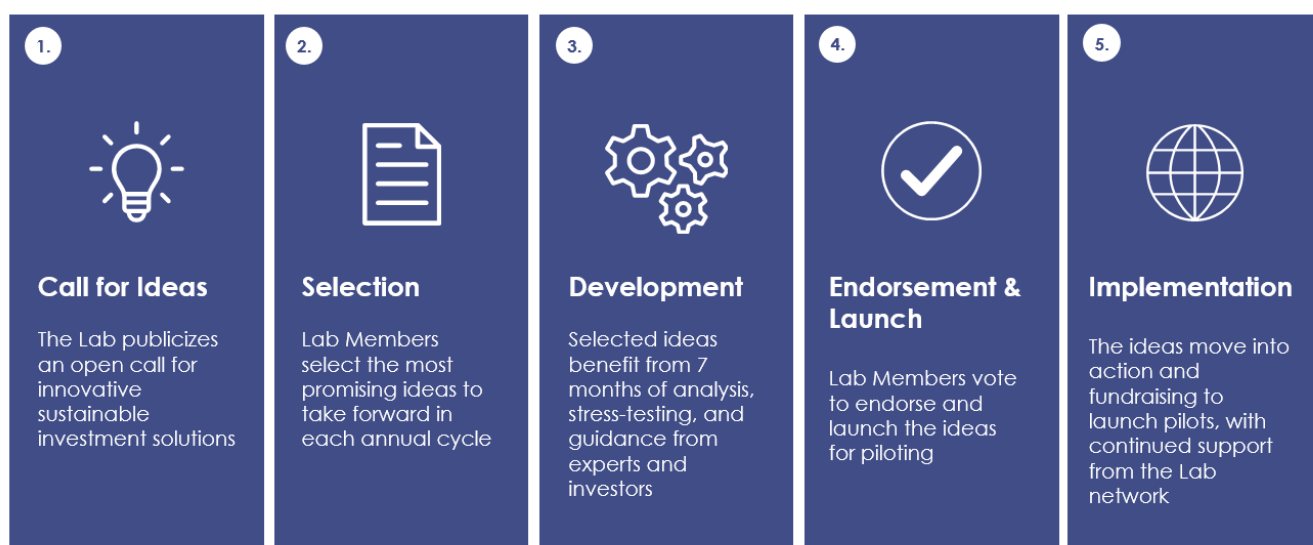 1.
Call for Ideas
The Lab publicizes
an open call for
innovative
sustainable
investment solutions
2.
Selection
Lab Members
select the most
promising ideas to
take forward in
each annual cycle
3.
Development
Selected ideas
benefit from 7
months of analysis,
stress-testing, and
guidance from
experts and
investors
4.
Endorsement &
Launch
Lab Members vote
to endorse and
launch the ideas
for piloting
5.
Implementation
The ideas move into
action and
fundraising to
launch pilots, with
continued support
from the Lab
network